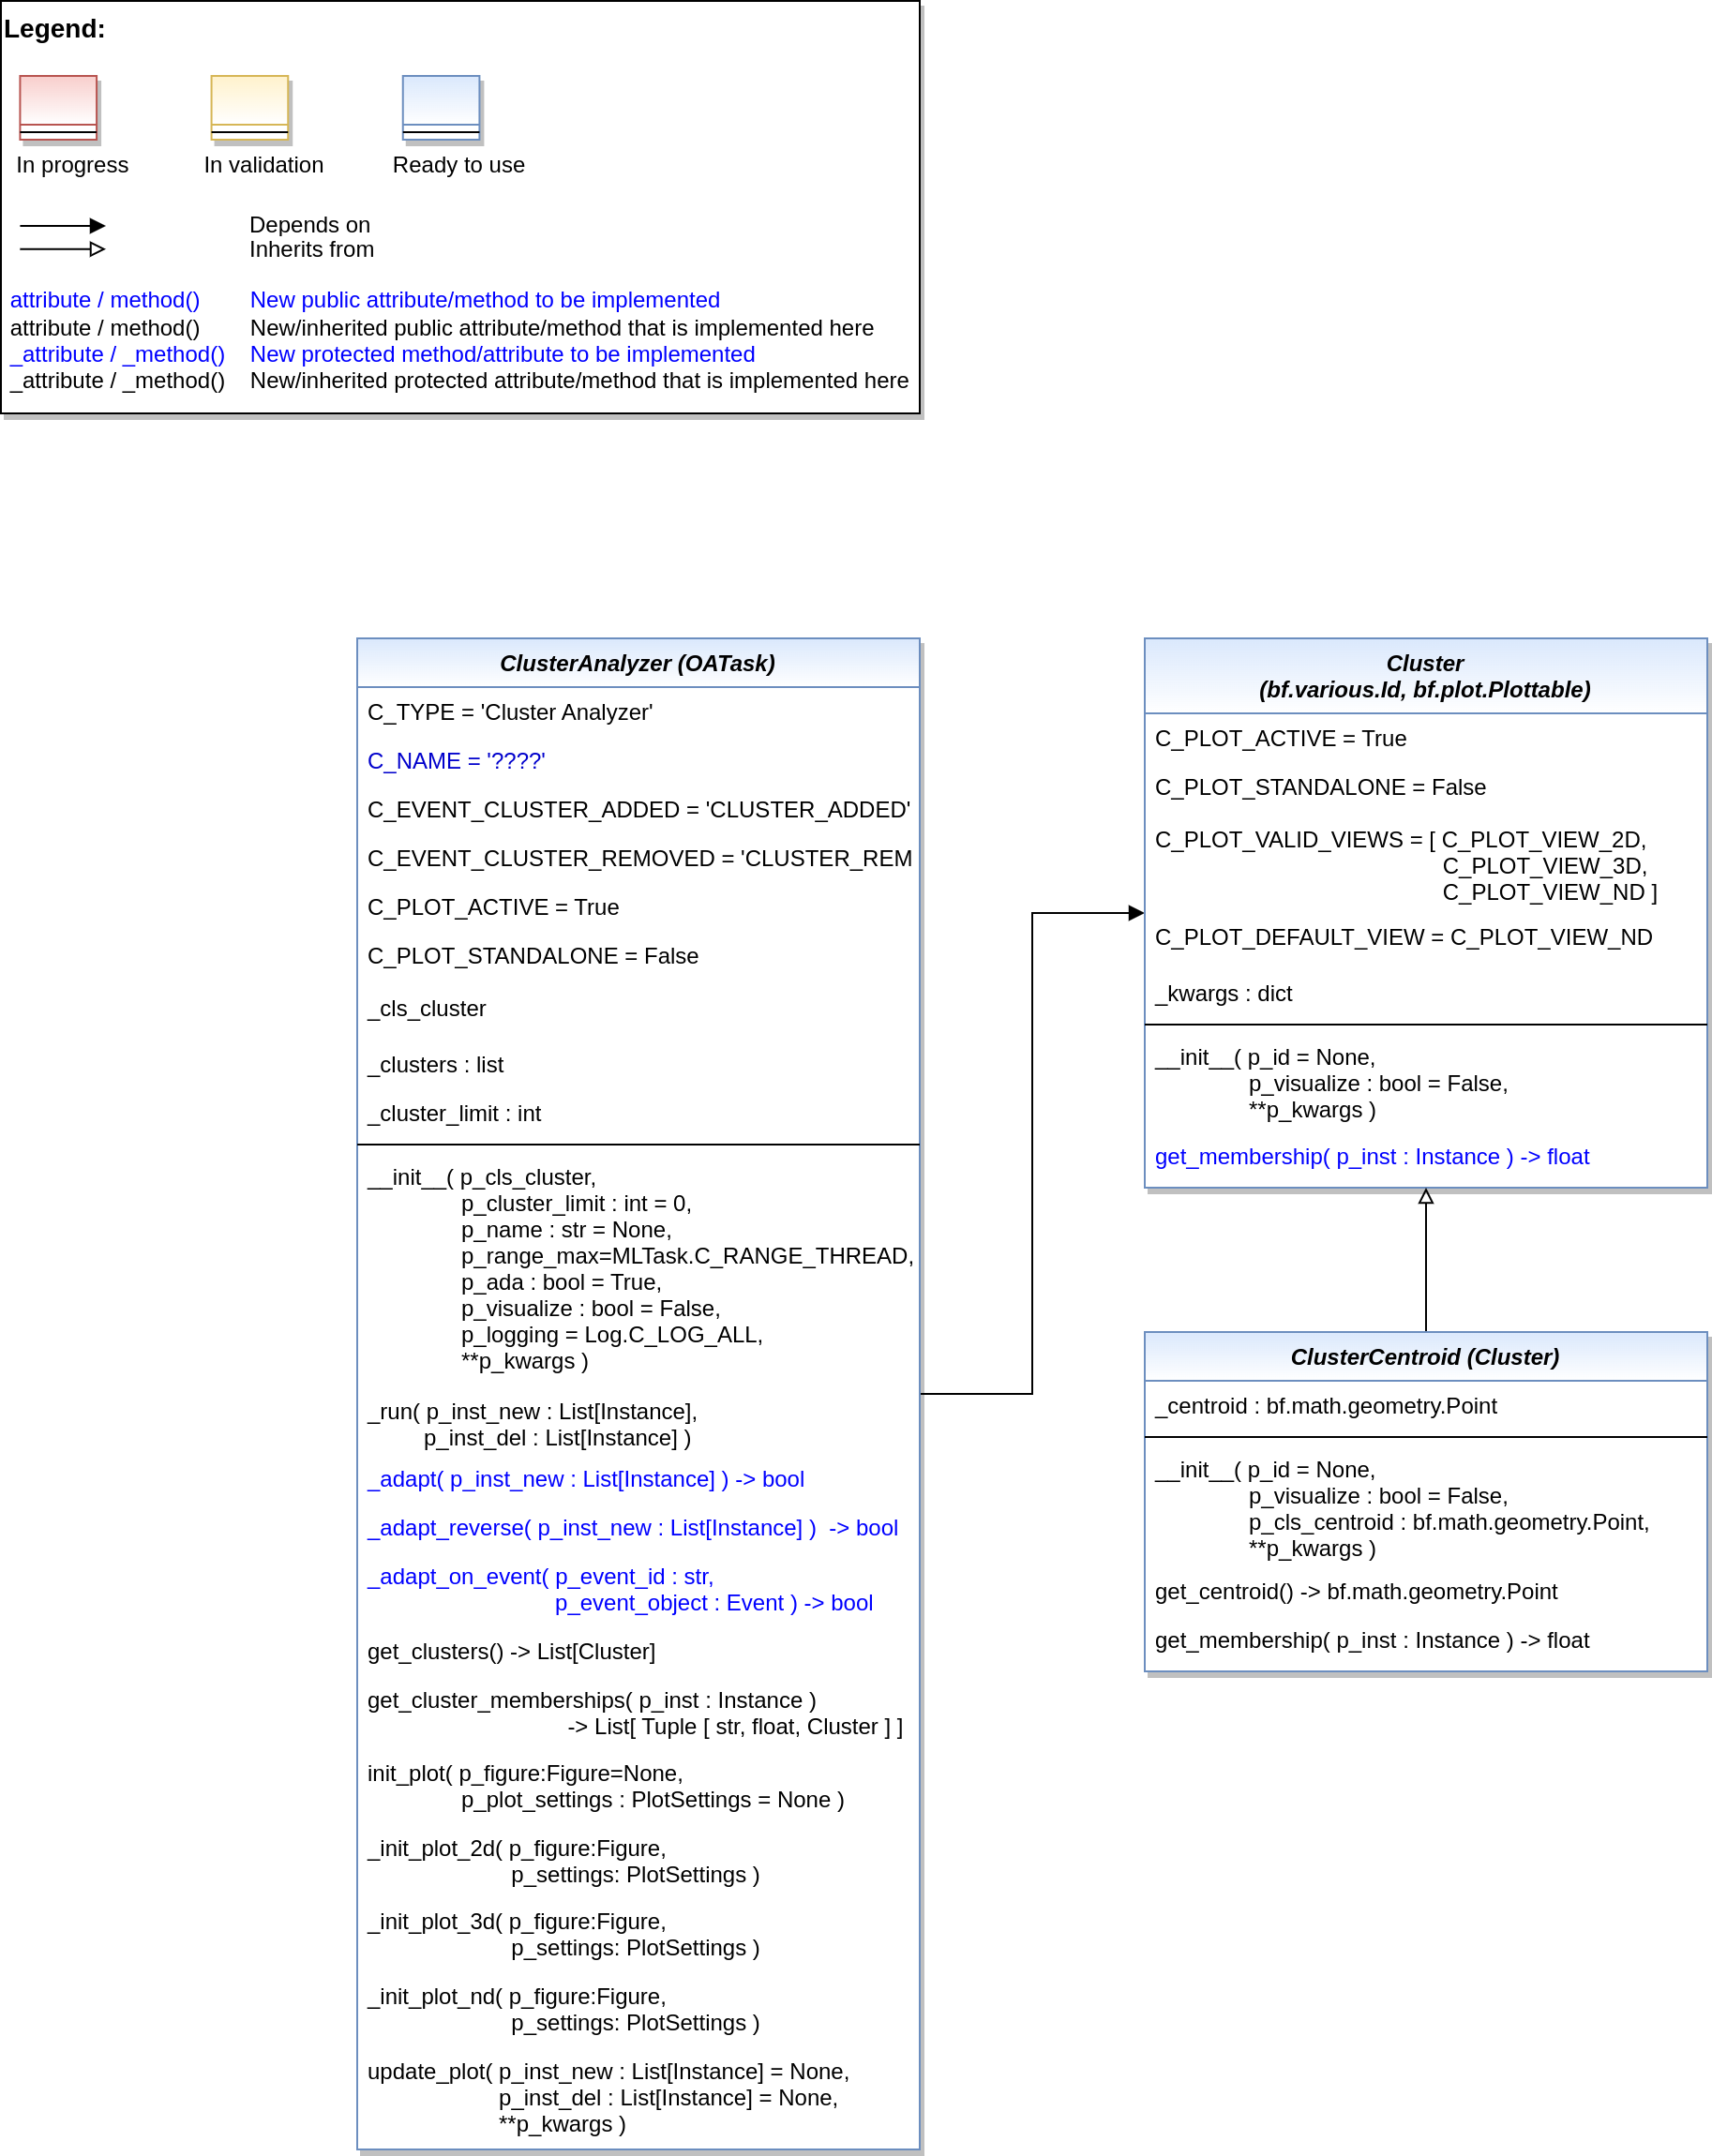 Legend:
In progress
In validation
Ready to use
Depends on
Inherits from
attribute / method() New public attribute/method to be implemented
attribute / method() New/inherited public attribute/method that is implemented here
_attribute / _method() New protected method/attribute to be implemented
_attribute / _method() New/inherited protected attribute/method that is implemented here
ClusterAnalyzer (OATask)
C_TYPE = 'Cluster Analyzer'
C_NAME = '????'
C_EVENT_CLUSTER_ADDED = 'CLUSTER_ADDED'
C_EVENT_CLUSTER_REMOVED = 'CLUSTER_REM
C_PLOT_ACTIVE = True
C_PLOT_STANDALONE = False
_cls_cluster
_clusters : list
_cluster_limit : int
__init__( p_cls_cluster,
p_cluster_limit : int = 0,
p_name : str = None,
p_range_max=MLTask.C_RANGE_THREAD,
p_ada : bool = True,
p_visualize : bool = False,
p_logging = Log.C_LOG_ALL,
**p_kwargs )
_run( p_inst_new : List[Instance],
p_inst_del : List[Instance] )
_adapt( p_inst_new : List[Instance] ) -> bool
_adapt_reverse( p_inst_new : List[Instance] )  -> bool
_adapt_on_event( p_event_id : str,
p_event_object : Event ) -> bool
get_clusters() -> List[Cluster]
get_cluster_memberships( p_inst : Instance )
-> List[ Tuple [ str, float, Cluster ] ]
init_plot( p_figure:Figure=None,
p_plot_settings : PlotSettings = None )
_init_plot_2d( p_figure:Figure,
p_settings: PlotSettings )
_init_plot_3d( p_figure:Figure,
p_settings: PlotSettings )
_init_plot_nd( p_figure:Figure,
p_settings: PlotSettings )
update_plot( p_inst_new : List[Instance] = None,
p_inst_del : List[Instance] = None,
**p_kwargs )
Cluster
(bf.various.Id, bf.plot.Plottable)
C_PLOT_ACTIVE = True
C_PLOT_STANDALONE = False
C_PLOT_VALID_VIEWS = [ C_PLOT_VIEW_2D,
C_PLOT_VIEW_3D,
C_PLOT_VIEW_ND ]
C_PLOT_DEFAULT_VIEW = C_PLOT_VIEW_ND
_kwargs : dict
__init__( p_id = None,
p_visualize : bool = False,
**p_kwargs )
get_membership( p_inst : Instance ) -> float
ClusterCentroid (Cluster)
_centroid : bf.math.geometry.Point
__init__( p_id = None,
p_visualize : bool = False,
p_cls_centroid : bf.math.geometry.Point,
**p_kwargs )
get_centroid() -> bf.math.geometry.Point
get_membership( p_inst : Instance ) -> float